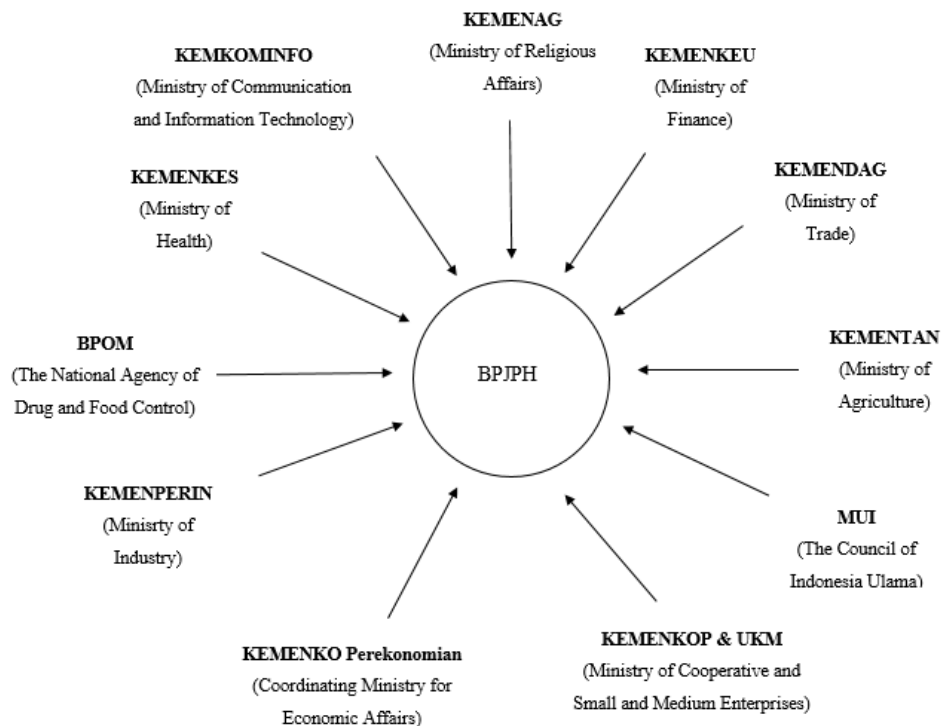 KEMENAG
(Ministry of Religious
Affairs)
KEMKOMINFO
(Ministry of Communication
and Information Technology)
KEMENKEU
(Ministry of
Finance)
KEMENKES
(Ministry of
Health)
KEMENDAG
(Ministry of
Trade)
BPOM
(The National Agency of
Drug and Food Control)
BPJPH
KEMENTAN
(Ministry of
Agriculture)
KEMENPERIN
(Minisrty of
Industry)
MUI
(The Council of
Indonesia Ulama)
KEMENKO Perekonomian
(Coordinating Ministry for
Economic Affairs)
KEMENKOP & UKM
(Ministry of Cooperative and
Small and Medium Enterprises)